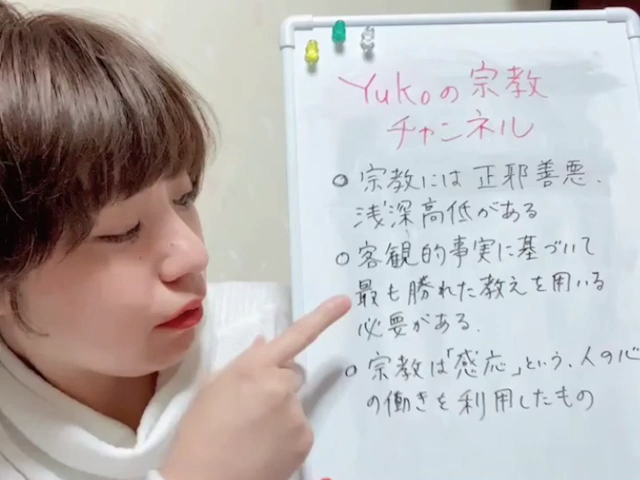 Yukoの宗教
チャンネル
○ 宗教には正邪善悪、
浅深高低がある
○ 客観的事実に基づいて
最も勝れた教えを用いる
必要がある.
○ 宗教は「感応」という、人の心
の働きを利用したもの